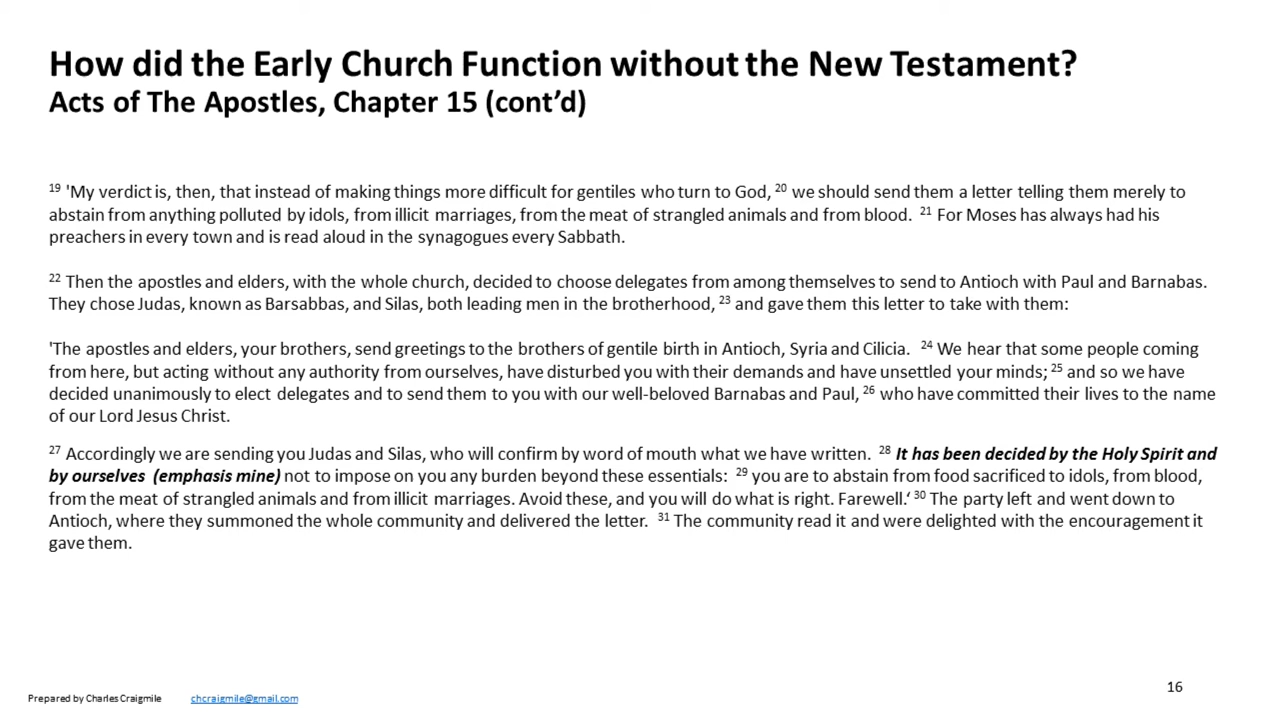 How did the Early Church Function without the New Testament?
Acts of The Apostles, Chapter 15 (cont’d)
19 'My verdict is, then, that instead of making things more difficult for gentiles who turn to God, 20 we should send them a letter telling them merely to
abstain from anything polluted by idols, from illicit marriages, from the meat of strangled animals and from blood. 21 For Moses has always had his
preachers in every town and is read aloud in the synagogues every Sabbath.
22 Then the apostles and elders, with the whole church, decided to choose delegates from among themselves to send to Antioch with Paul and Barnabas.
They chose Judas, known as Barsabbas, and Silas, both leading men in the brotherhood, 23 and gave them this letter to take with them:
'The apostles and elders, your brothers, send greetings to the brothers of gentile birth in Antioch, Syria and Cilicia. 24 We hear that some people coming
from here, but acting without any authority from ourselves, have disturbed you with their demands and have unsettled your minds; 25 and so we have
decided unanimously to elect delegates and to send them to you with our well-beloved Barnabas and Paul, 26 who have committed their lives to the name
of our Lord Jesus Christ.
27 Accordingly we are sending you Judas and Silas, who will confirm by word of mouth what we have written. 28 It has been decided by the Holy Spirit and
by ourselves (emphasis mine) not to impose on you any burden beyond these essentials: 29 you are to abstain from food sacrificed to idols, from blood,
from the meat of strangled animals and from illicit marriages. Avoid these, and you will do what is right. Farewell.‘ 30 The party left and went down to
Antioch, where they summoned the whole community and delivered the letter. 31 The community read it and were delighted with the encouragement it
gave them.
16
Prepared by Charles Craigmile chcraigmile@gmail.com